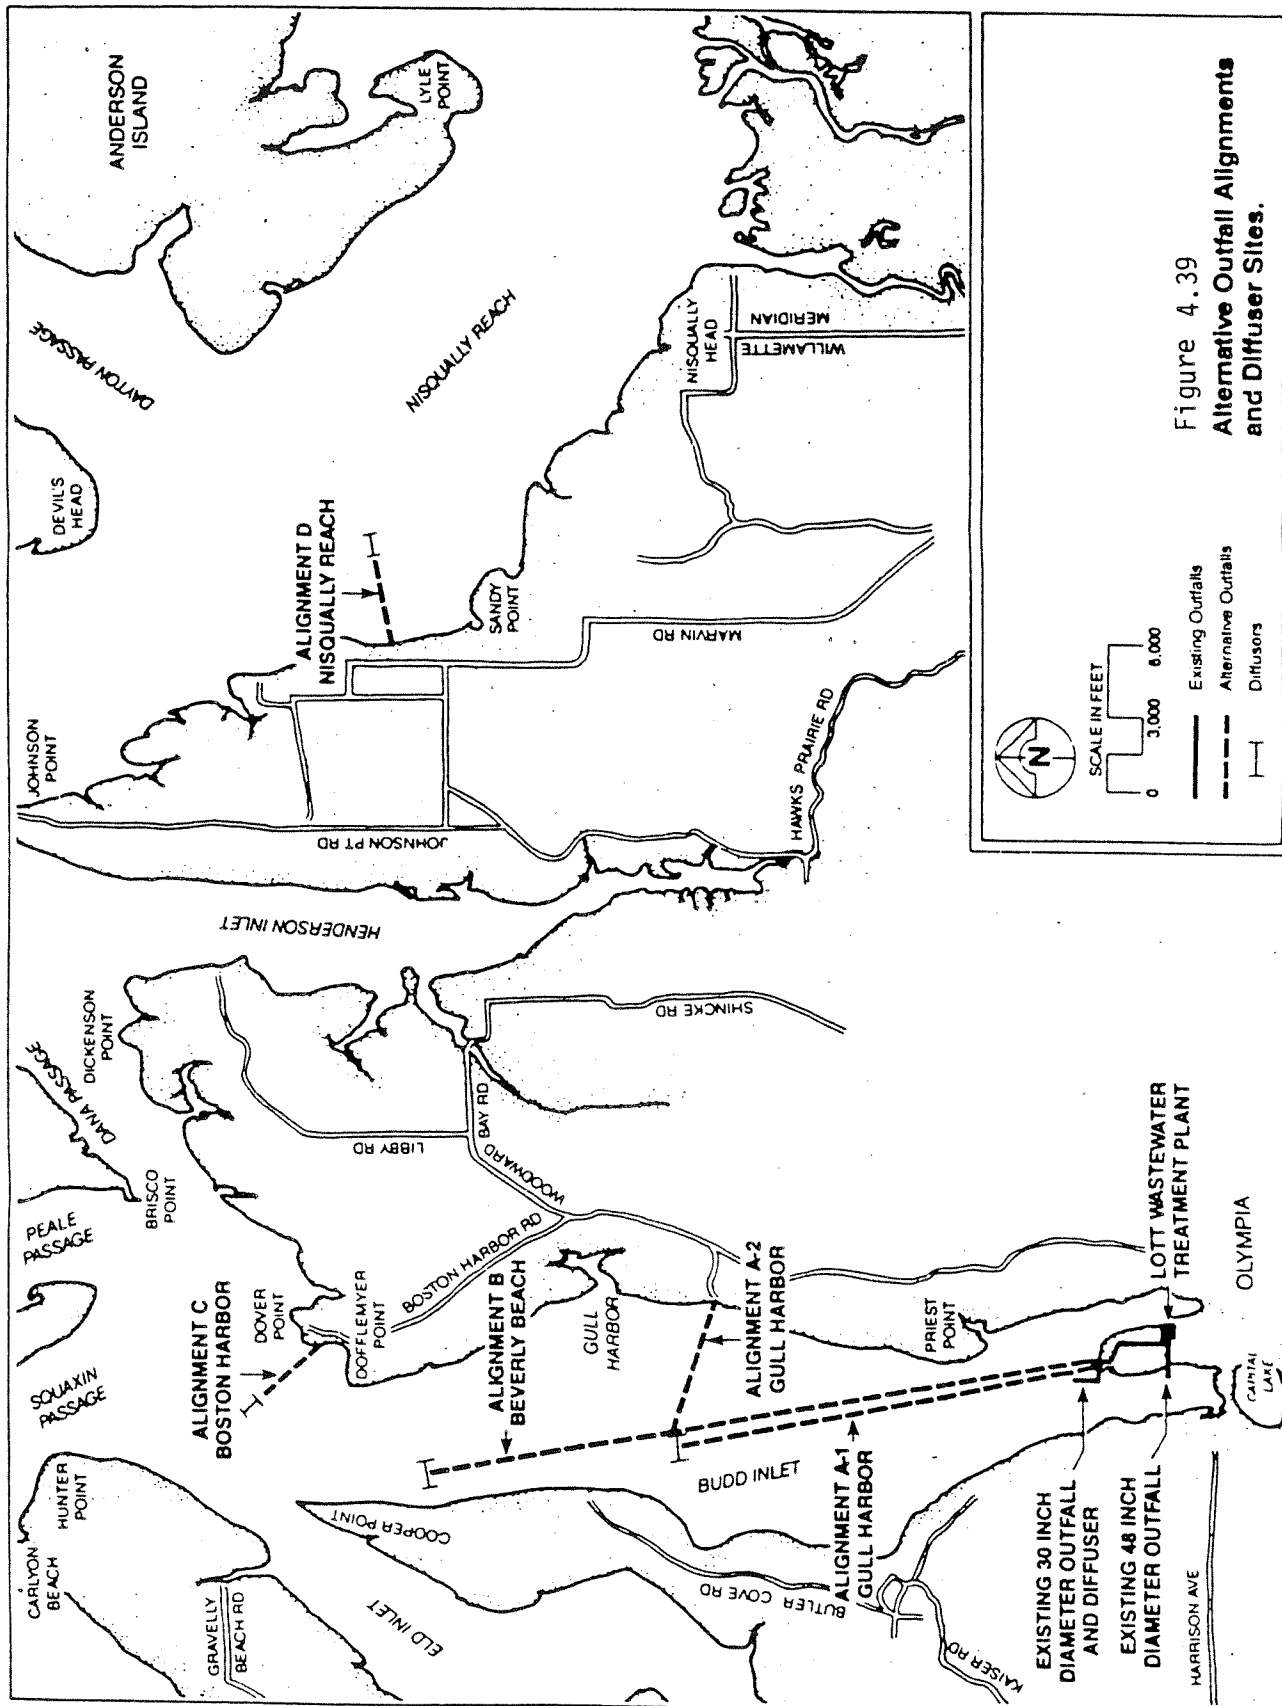 CARLYON
BEACH
HUNTER
POINT
SQUAXIN
PASSAGE
PEALE
PASSAGE
BRISCO
POINT
DANA PASSAGE
DICKENSON
POINT
JOHNSON
POINT
DEVIL'S
HEAD
DAYTON PASSAGE
ANDERSON
ISLAND
LYLE
POINT
GRAVELLY
BEACH RD
ELD INLET
ALIGNMENT C
BOSTON HARBOR
DOVER
POINT
DOFFLEMYER
POINT
LIBBY RD
HENDERSON INLET
JOHNSON PT RD
ALIGNMENT D
NISQUALLY REACH
NISQUALLY REACH
COOPER POINT
ALIGNMENT B
BEVERLY BEACH
BOSTON HARBOR RD
WOODWARD
BAY RD
SANDY
POINT
GULL
HARBOR
SHINCKE RD
MARVIN RD
NISQUALLY
HEAD
WILLAMETTE
MERIDIAN
BUDD INLET
ALIGNMENT A-2
GULL HARBOR
HAWKS PRAIRIE RD
BUTLER COVE RD
ALIGNMENT A-1
GULL HARBOR
PRIEST
POINT
KAISER RD
EXISTING 30 INCH
DIAMETER OUTFALL
AND DIFFUSER
EXISTING 48 INCH
DIAMETER OUTFALL
LOTT WASTEWATER
TREATMENT PLANT
HARRISON AVE
CAPITAL
LAKE
OLYMPIA
N
SCALE IN FEET
0 3,000 6,000
Existing Outfalls
Alternative Outfalls
Diffusors
Figure 4.39
Alternative Outfall Alignments
and Diffuser Sites.